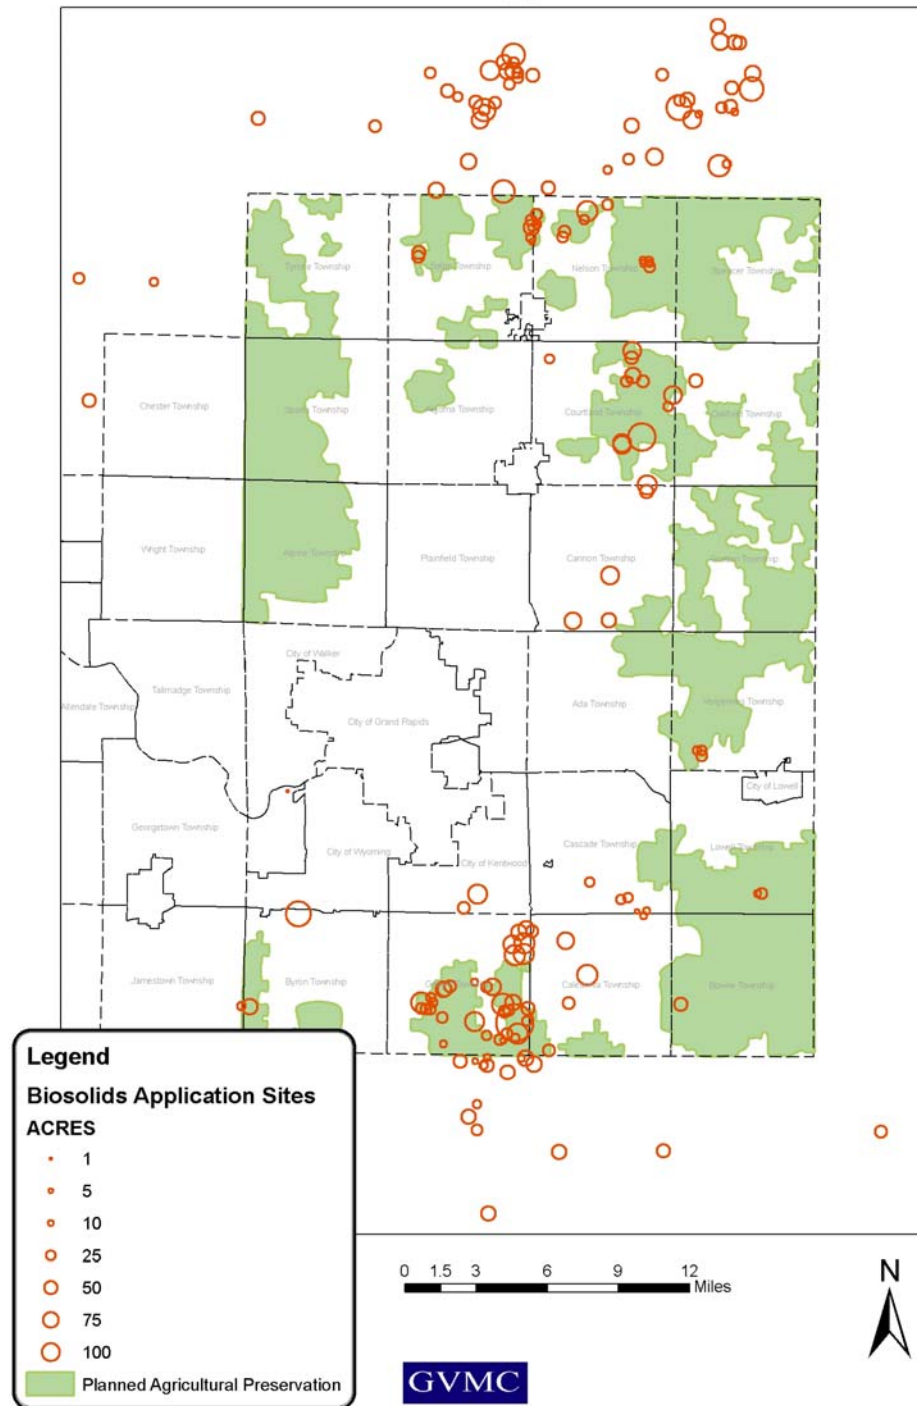 Tyrone Township
Solon Township
Nelson Township
Spencer Township
Chester Township
Sparta Township
Algoma Township
Courtland Township
Oakfield Township
Wright Township
Alpine Township
Plainfield Township
Cannon Township
Grattan Township
City of Walker
Tallmadge Township
Allendale Township
City of Grand Rapids
Ada Township
Vergennes Township
City of Lowell
Georgetown Township
City of Wyoming
City of Kentwood
Cascade Township
Lowell Township
Jamestown Township
Byron Township
Caledonia Township
Bowne Township
Legend
Biosolids Application Sites
ACRES
1
5
10
25
50
75
100
Planned Agricultural Preservation
0 1.5 3 6 9 12
Miles
N
GVMC